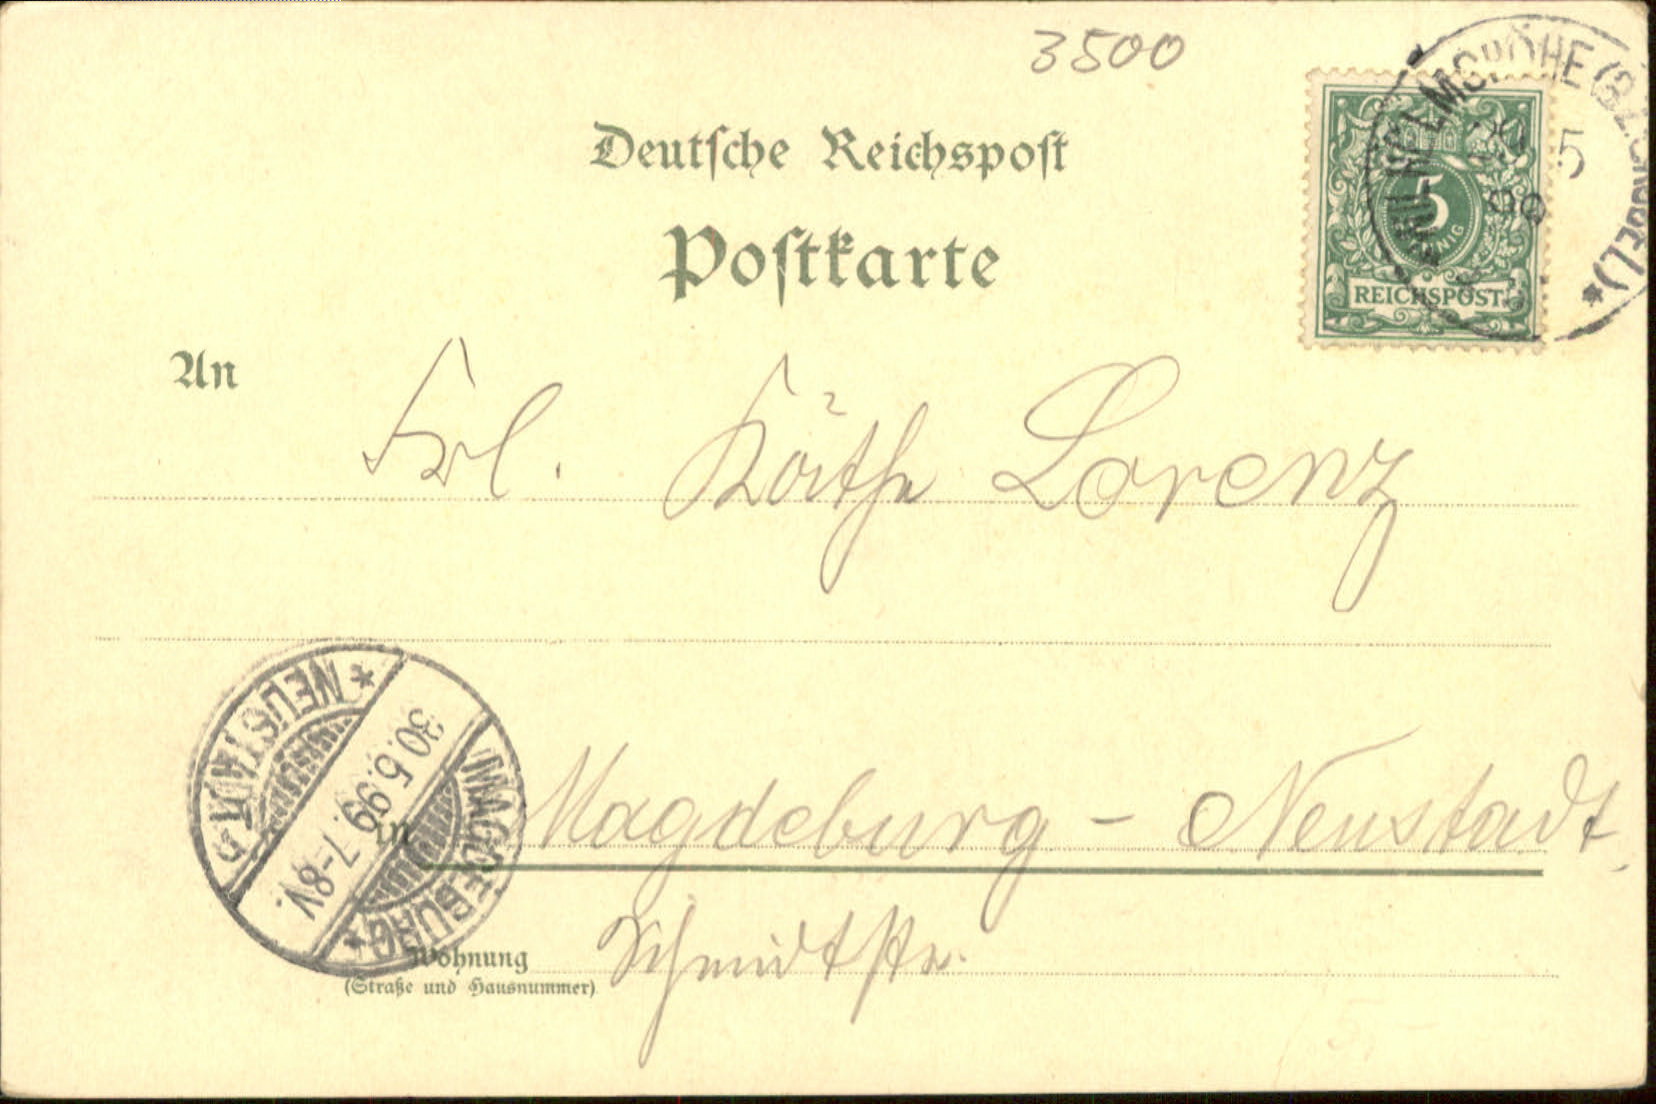 3500
Deutsche Reichspost
Postkarte
5
REICHSPOST
An
Frl. Käthe Lorenz
NEUSTADT
30.5.99.7-8V.
MAGDEBURG
in Magdeburg - Neustadt,
Wohnung Schmidtstr.
(Straße und Hausnummer)